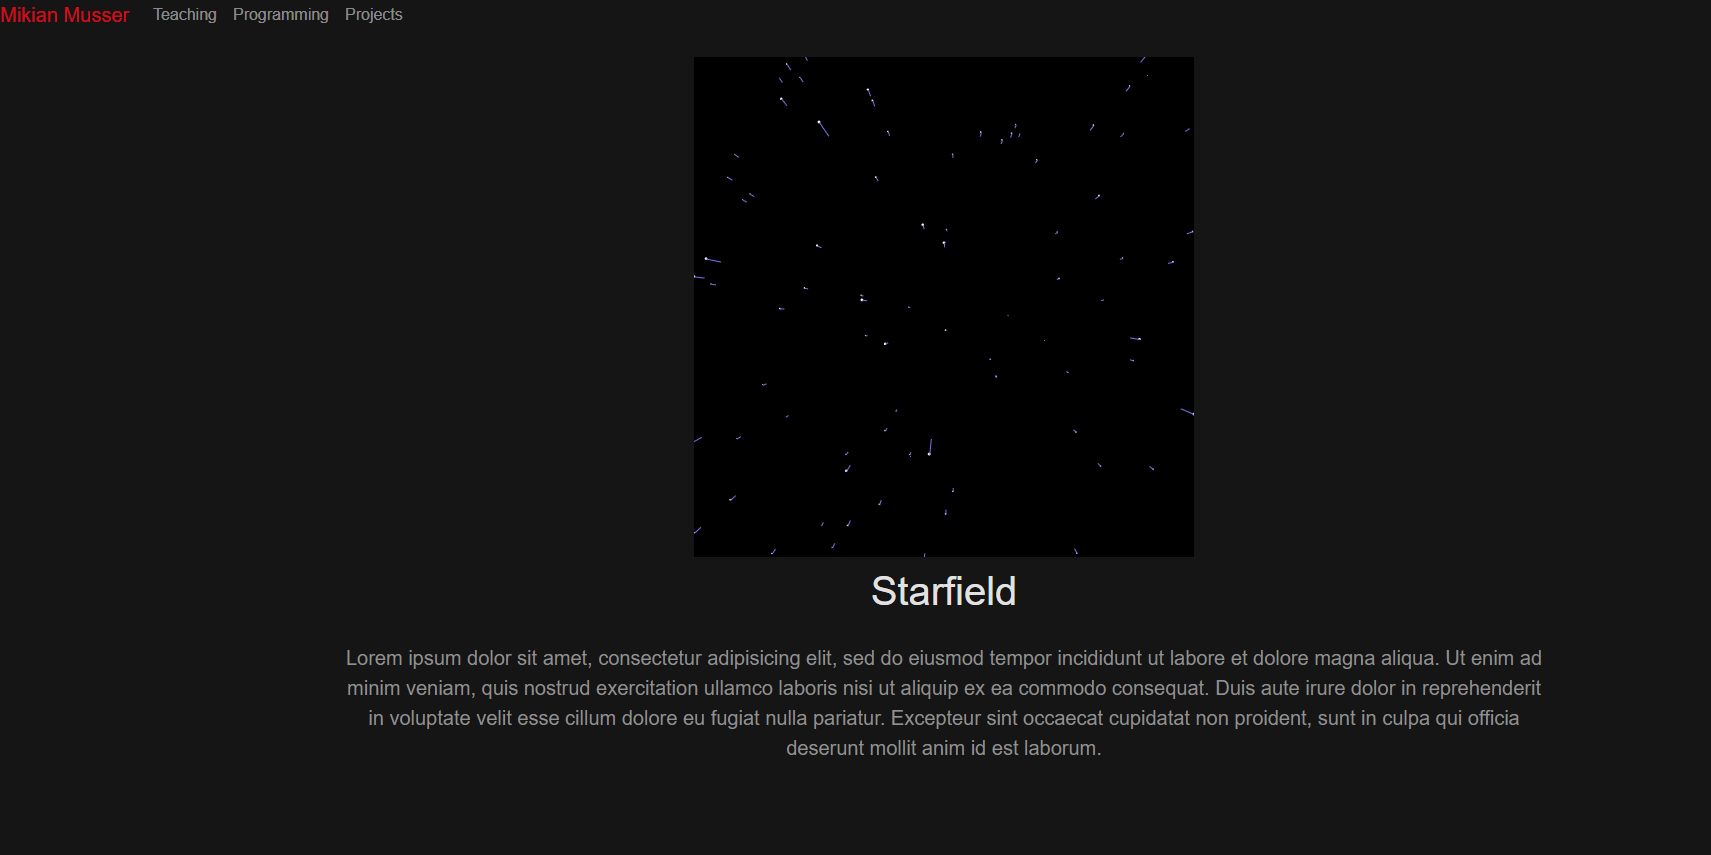 Mikian Musser Teaching Programming Projects
Starfield
Lorem ipsum dolor sit amet, consectetur adipisicing elit, sed do eiusmod tempor incididunt ut labore et dolore magna aliqua. Ut enim ad
minim veniam, quis nostrud exercitation ullamco laboris nisi ut aliquip ex ea commodo consequat. Duis aute irure dolor in reprehenderit
in voluptate velit esse cillum dolore eu fugiat nulla pariatur. Excepteur sint occaecat cupidatat non proident, sunt in culpa qui officia
deserunt mollit anim id est laborum.